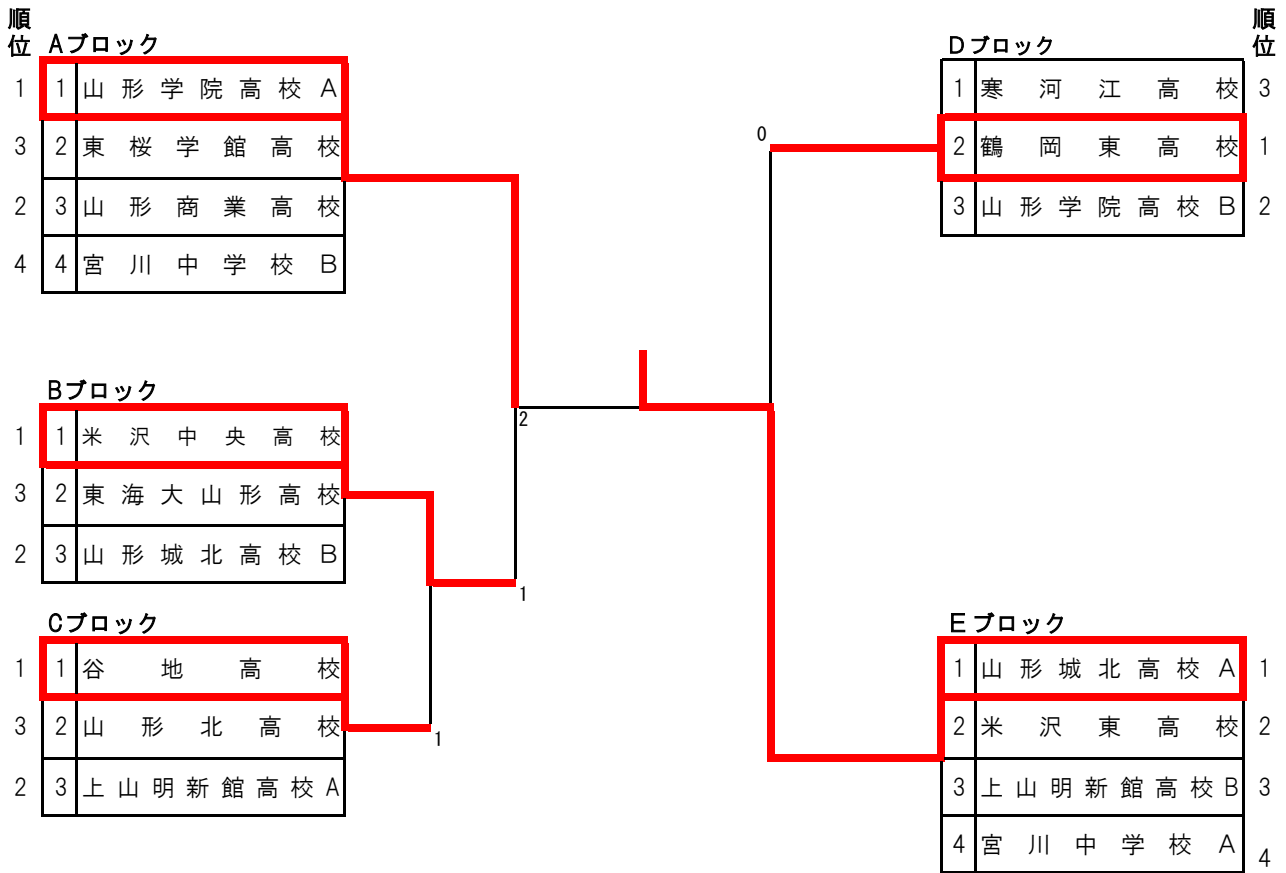 順位
Aブロック
1 1 山形学院高校A
3 2 東桜学館高校
2 3 山形商業高校
4 4 宮川中学校B
Bブロック
1 1 米沢中央高校
3 2 東海大山形高校
2 3 山形城北高校B
Cブロック
1 1 谷地高校
3 2 山形北高校
2 3 上山明新館高校A
2
1
1
0
順位
Dブロック
1 寒河江高校 3
2 鶴岡東高校 1
3 山形学院高校B 2
Eブロック
1 山形城北高校A 1
2 米沢東高校 2
3 上山明新館高校B 3
4 宮川中学校A 4